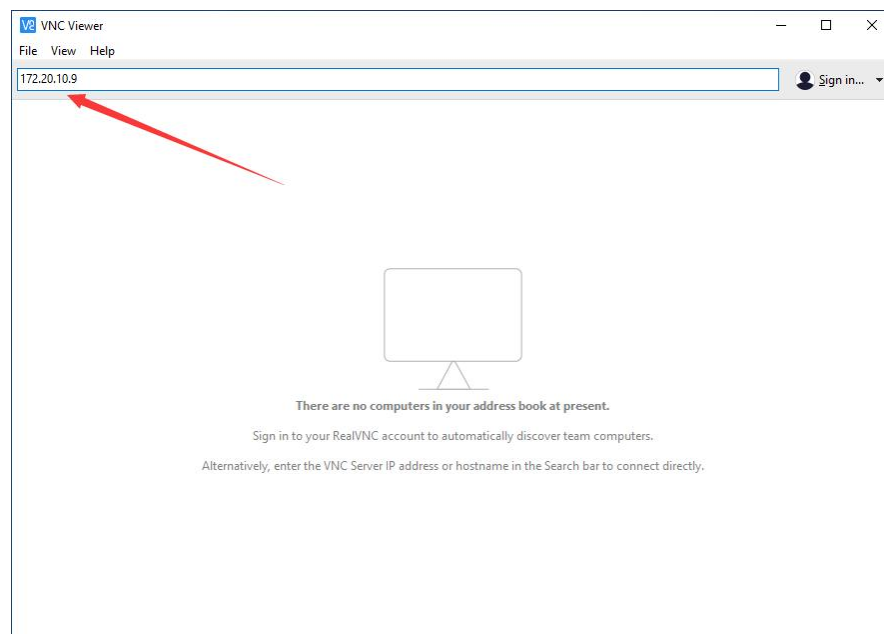 VNC Viewer
File View Help
172.20.10.9
Sign in...
There are no computers in your address book at present.
Sign in to your RealVNC account to automatically discover team computers.
Alternatively, enter the VNC Server IP address or hostname in the Search bar to connect directly.